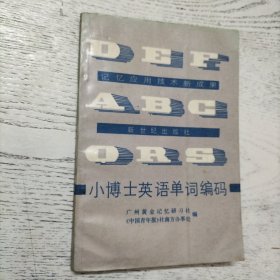 DEF
记忆应用技术新成果
ABC
新世纪出版社
QRS
小博士英语单词编码
广州黄金记忆研习社
《中国青年报》社南方办事处
编